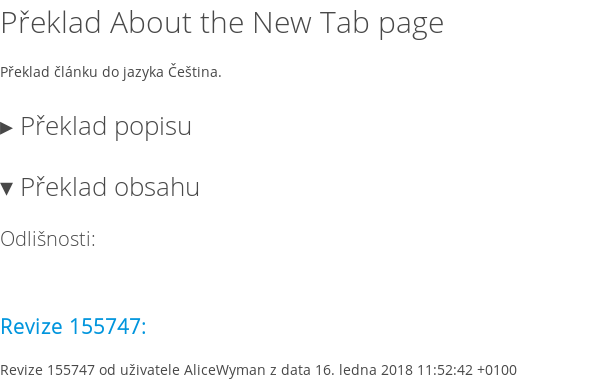 Překlad About the New Tab page
Překlad článku do jazyka Čeština.
▸ Překlad popisu
▾ Překlad obsahu
Odlišnosti:
Revize 155747:
Revize 155747 od uživatele AliceWyman z data 16. ledna 2018 11:52:42 +0100